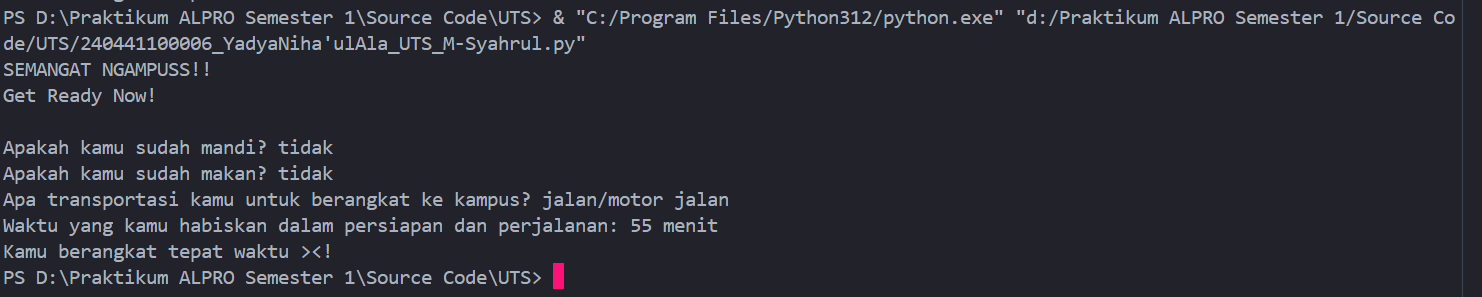 PS D:\Praktikum ALPRO Semester 1\Source Code\UTS> & "C:/Program Files/Python312/python.exe" "d:/Praktikum ALPRO Semester 1/Source Co
de/UTS/240441100006_YadyaNiha'ulAla_UTS_M-Syahrul.py"
SEMANGAT NGAMPUSS!!
Get Ready Now!
Apakah kamu sudah mandi? tidak
Apakah kamu sudah makan? tidak
Apa transportasi kamu untuk berangkat ke kampus? jalan/motor jalan
Waktu yang kamu habiskan dalam persiapan dan perjalanan: 55 menit
Kamu berangkat tepat waktu ><!
PS D:\Praktikum ALPRO Semester 1\Source Code\UTS>